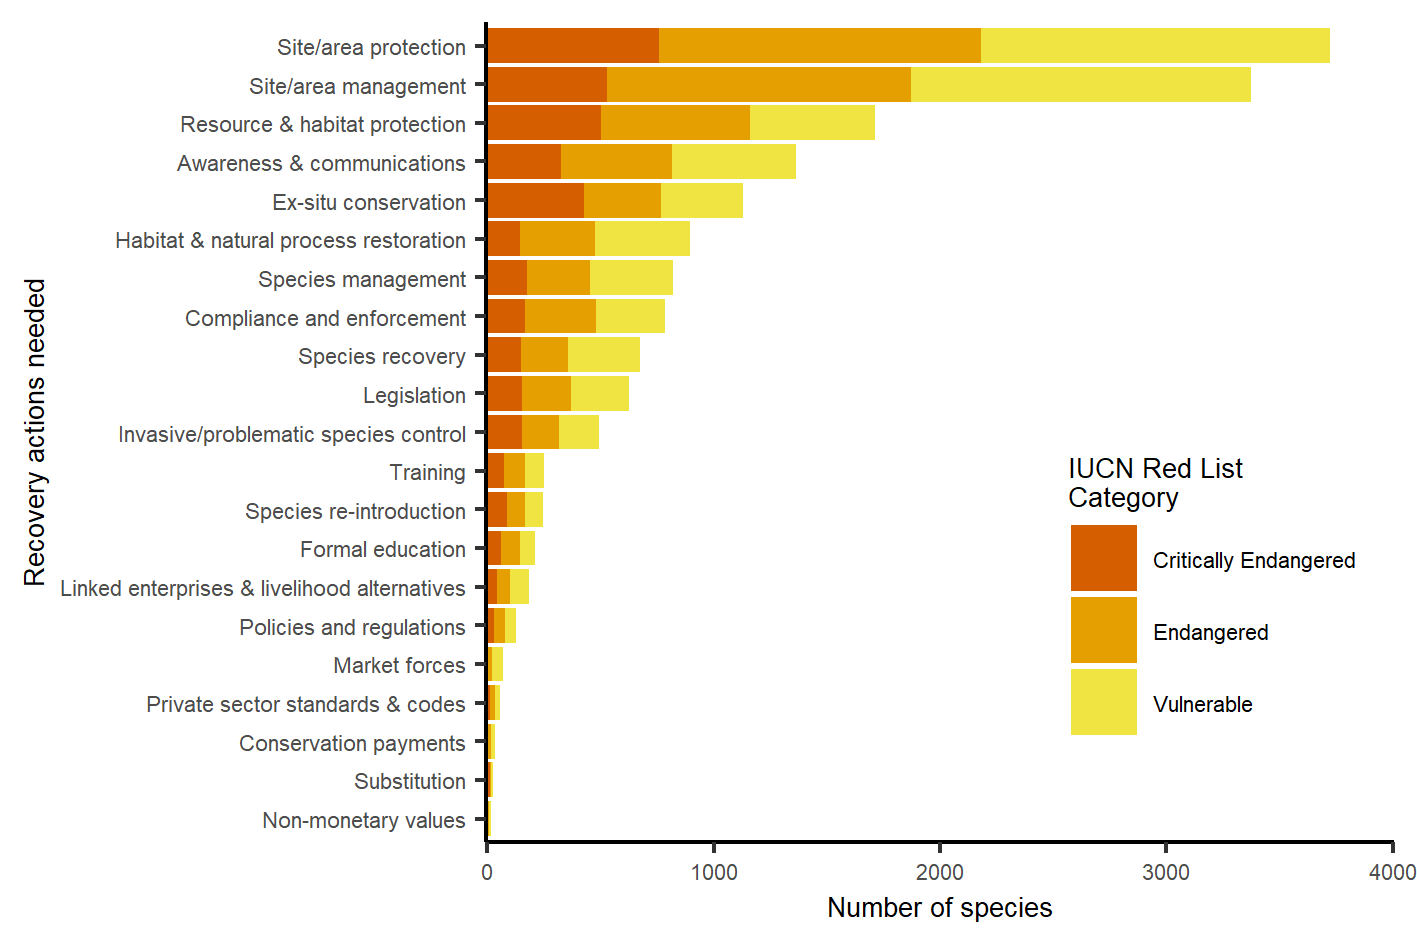 Recovery actions needed
Site/area protection
Site/area management
Resource & habitat protection
Awareness & communications
Ex-situ conservation
Habitat & natural process restoration
Species management
Compliance and enforcement
Species recovery
Legislation
Invasive/problematic species control
Training
Species re-introduction
Formal education
Linked enterprises & livelihood alternatives
Policies and regulations
Market forces
Private sector standards & codes
Conservation payments
Substitution
Non-monetary values
IUCN Red List
Category
Critically Endangered
Endangered
Vulnerable
0 1000 2000 3000 4000
Number of species